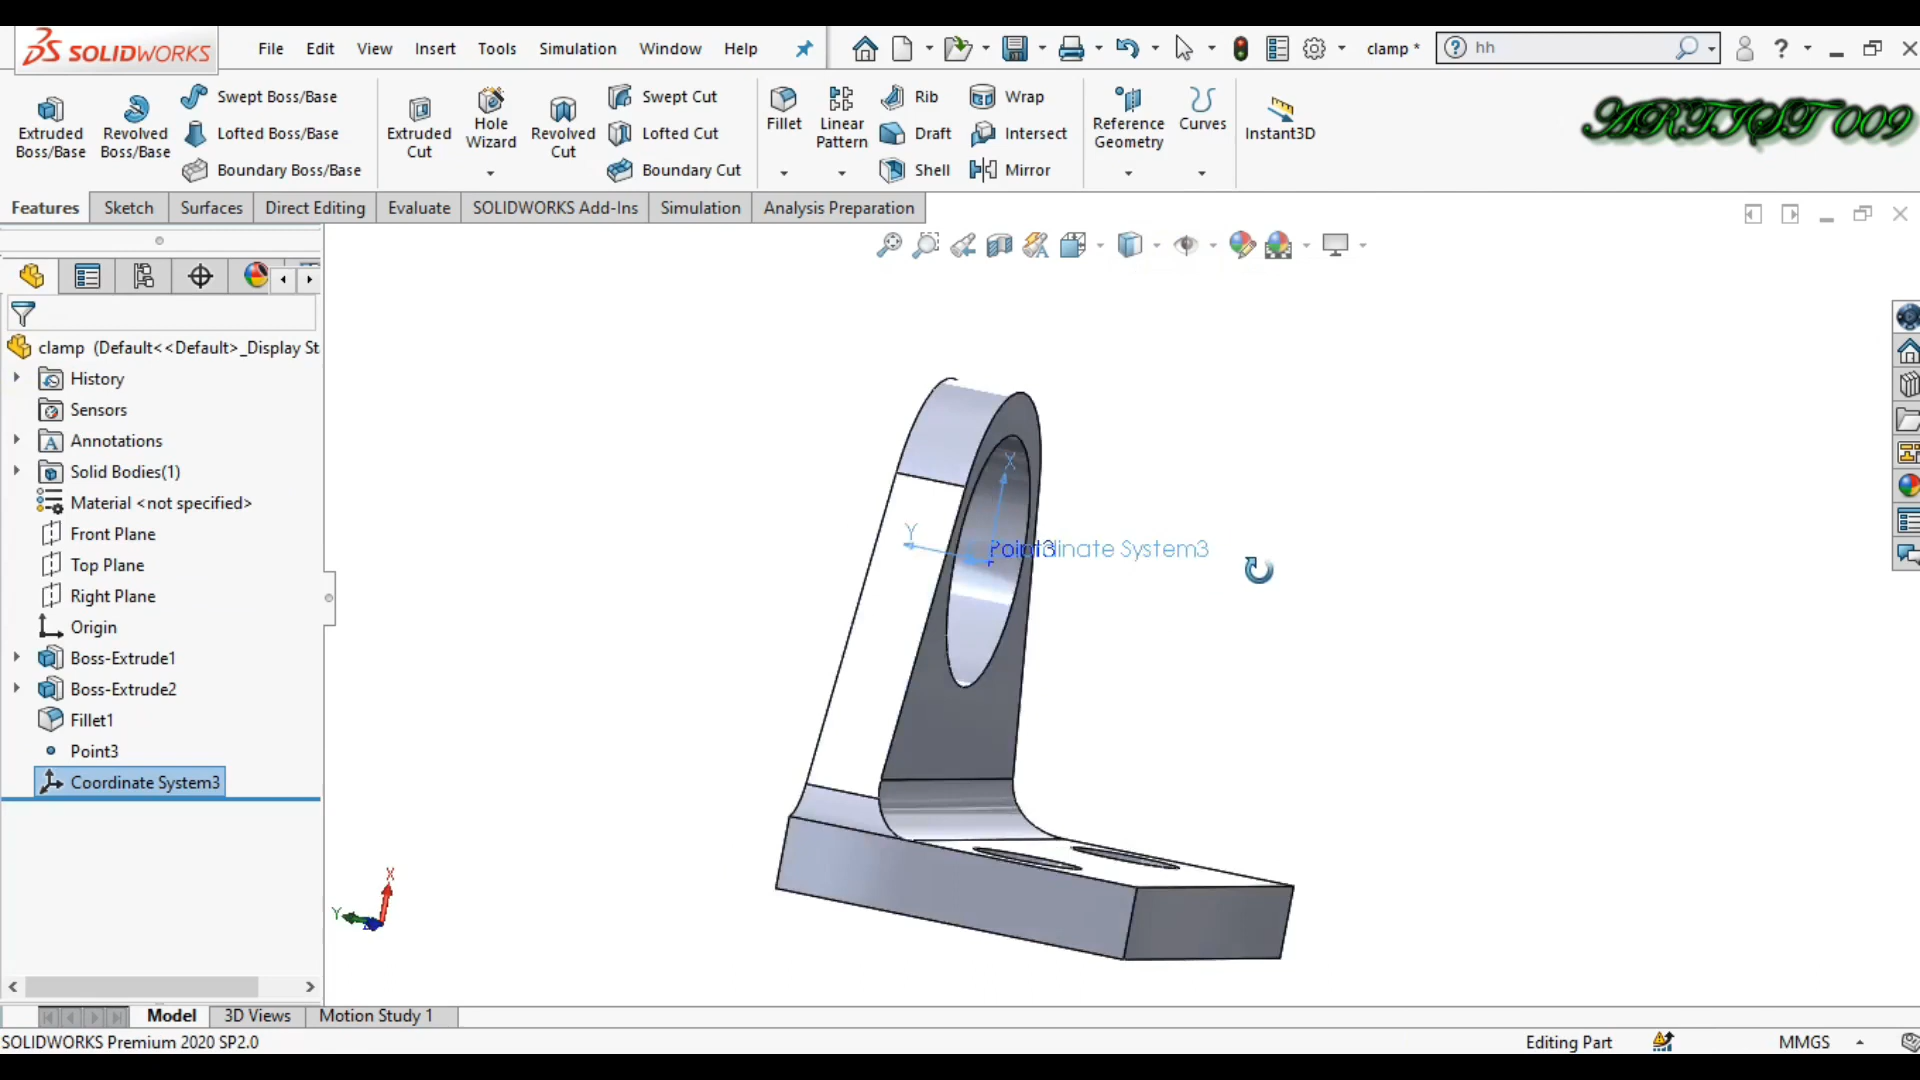 SOLIDWORKS File Edit View Insert Tools Simulation Window Help clamp * hh
Extruded Boss/Base
Revolved Boss/Base
Swept Boss/Base
Lofted Boss/Base
Boundary Boss/Base
Extruded Cut
Hole Wizard
Revolved Cut
Swept Cut
Lofted Cut
Boundary Cut
Fillet
Linear Pattern
Rib
Draft
Shell
Wrap
Intersect
Mirror
Reference Geometry
Curves
Instant3D
ARTIST 009
Features Sketch Surfaces Direct Editing Evaluate SOLIDWORKS Add-Ins Simulation Analysis Preparation
clamp (Default<<Default>_Display St
History
Sensors
Annotations
Solid Bodies(1)
Material <not specified>
Front Plane
Top Plane
Right Plane
Origin
Boss-Extrude1
Boss-Extrude2
Fillet1
Point3
Coordinate System3
X
Y
Point3 dinate System3
X
Y
Model 3D Views Motion Study 1
SOLIDWORKS Premium 2020 SP2.0 Editing Part MMGS